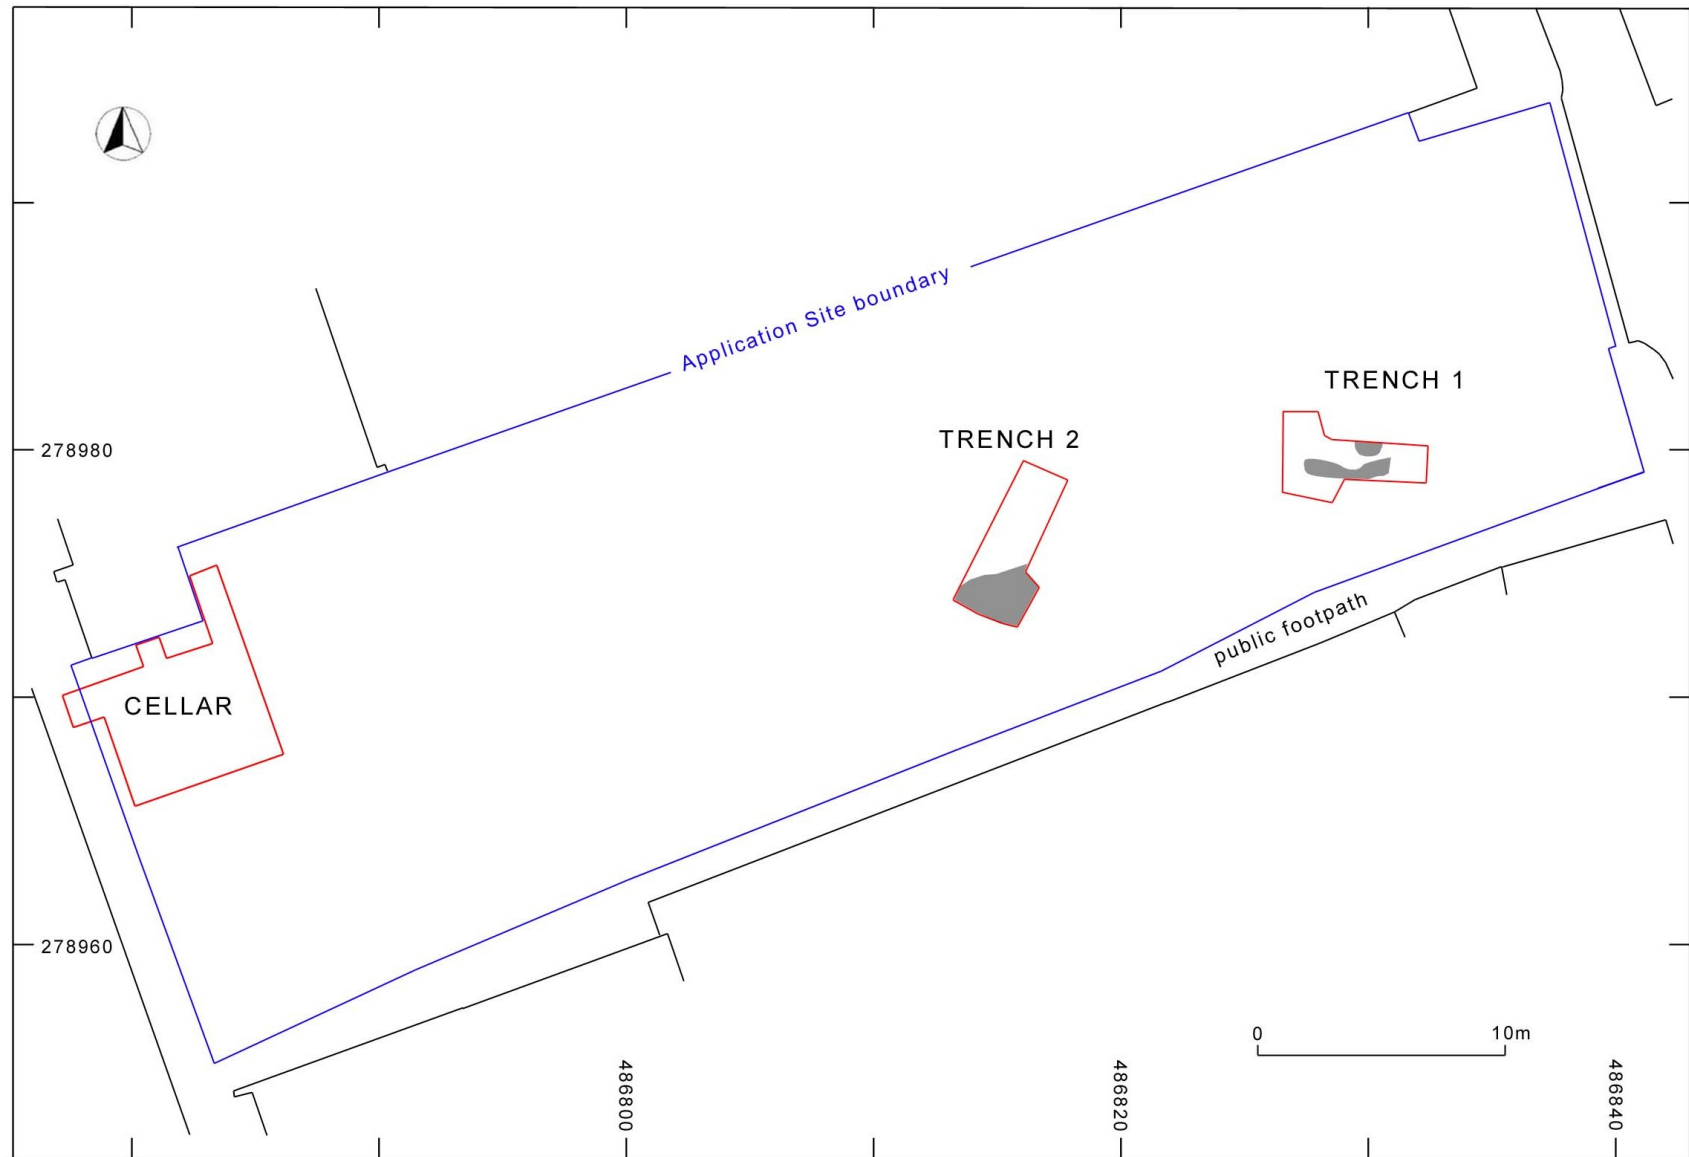 Application Site boundary
TRENCH 1
TRENCH 2
278980
public footpath
CELLAR
278960
0 10m
486800
486820
486840